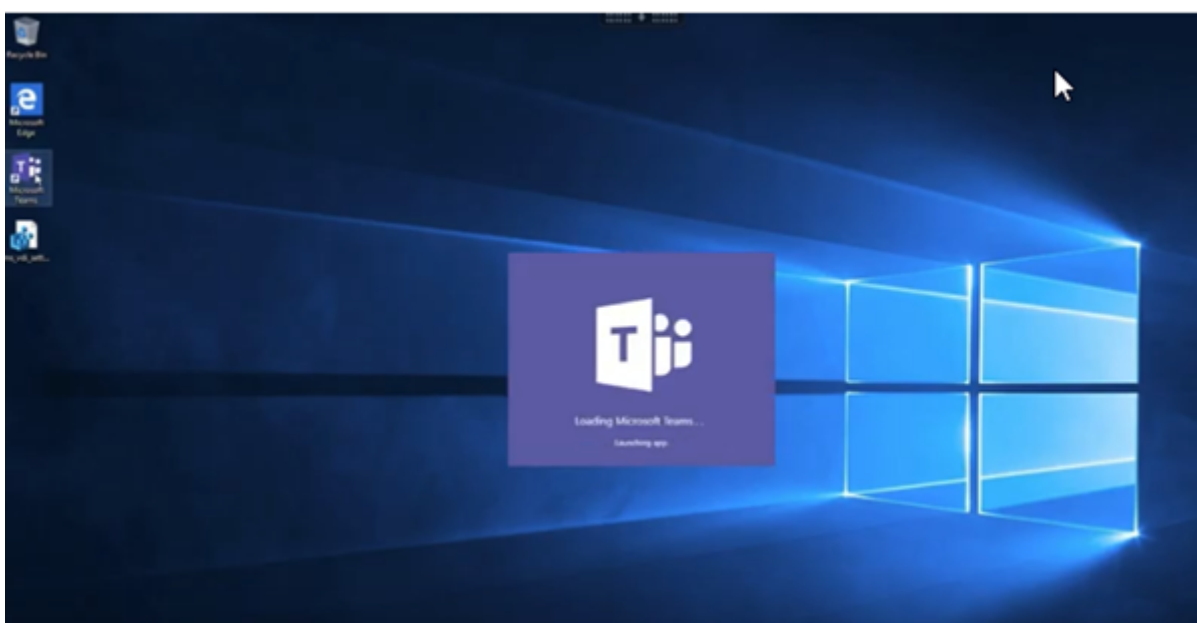 Recycle Bin
Microsoft
Edge
Microsoft
Teams
T
Loading Microsoft Teams . .
Launching app.